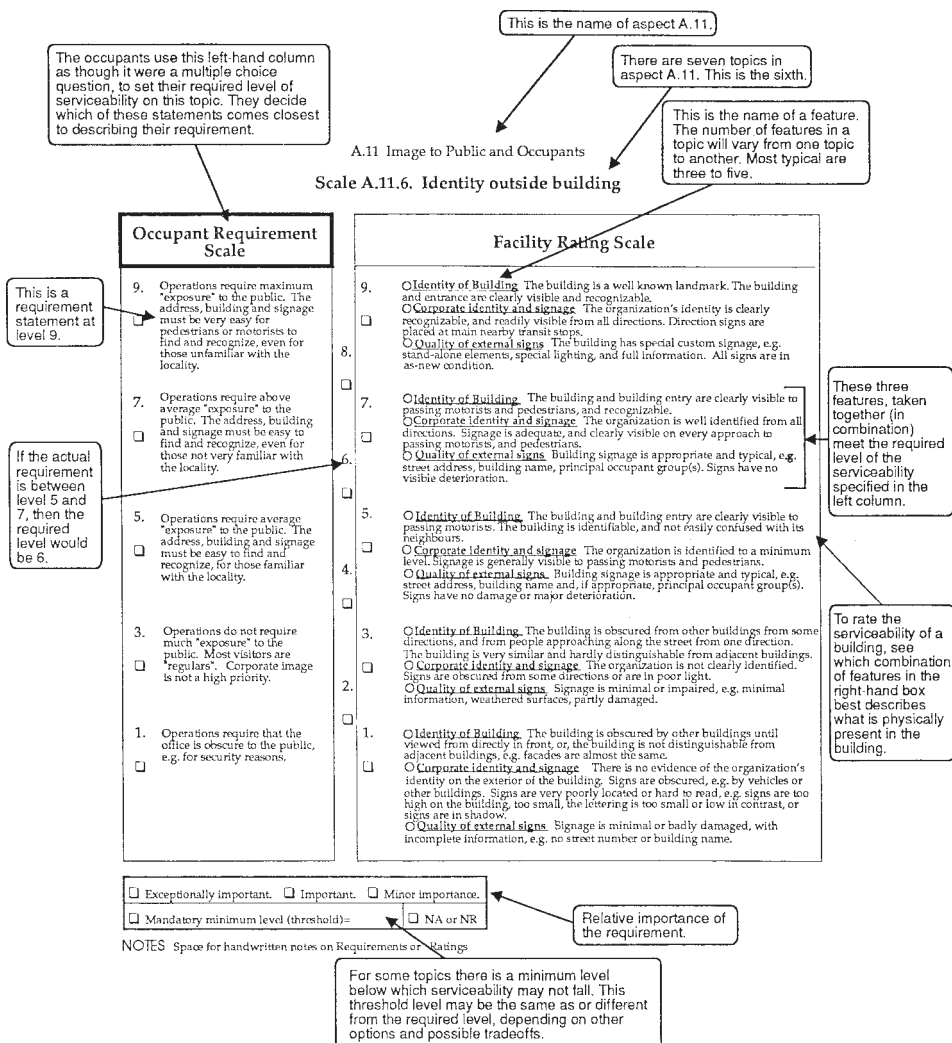 This is the name of aspect A.11.
The occupants use this left-hand column
as though it were a multiple choice
question, to set their required level of
serviceability on this topic. They decide
which of these statements comes closest
to describing their requirement.
There are seven topics in
aspect A.11. This is the sixth.
This is the name of a feature.
The number of features in a
topic will vary from one topic
to another. Most typical are
three to five.
A.11 Image to Public and Occupants
Scale A.11.6. Identity outside building
Occupant Requirement
Scale
Facility Rating Scale
This is a
requirement
statement at
level 9.
9. Operations require maximum
"exposure" to the public. The
address, building and signage
must be very easy for
pedestrians or motorists to
find and recognize, even for
those unfamiliar with the
locality.
8.
9. Identity of Building The building is a well known landmark. The building
and entrance are clearly visible and recognizable.
Corporate identity and signage The organization's identity is clearly
recognizable, and readily visible from all directions. Direction signs are
placed at main nearby transit stops.
Quality of external signs The building has special custom signage, e.g.
stand-alone elements, special lighting, and full information. All signs are in
as-new condition.
7. Operations require above
average "exposure" to the
public. The address, building
and signage must be easy to
find and recognize, even for
those not very familiar with
the locality.
6.
7. Identity of Building The building and building entry are clearly visible to
passing motorists and pedestrians, and recognizable.
Corporate identity and signage The organization is well identified from all
directions. Signage is adequate, and clearly visible on every approach to
passing motorists, and pedestrians.
Quality of external signs Building signage is appropriate and typical, e.g.
street address, building name, principal occupant group(s). Signs have no
visible deterioration.
These three
features, taken
together (in
combination)
meet the required
level of the
serviceability
specified in the
left column.
If the actual
requirement
is between
level 5 and
7, then the
required
level would
be 6.
5. Operations require average
"exposure" to the public. The
address, building and signage
must be easy to find and
recognize, for those familiar
with the locality.
4.
5. Identity of Building The building and building entry are clearly visible to
passing motorists. The building is identifiable, and not easily confused with its
neighbours.
Corporate identity and signage The organization is identified to a minimum
level. Signage is generally visible to passing motorists and pedestrians.
Quality of external signs Building signage is appropriate and typical, e.g.
street address, building name and, if appropriate, principal occupant group(s).
Signs have no damage or major deterioration.
3. Operations do not require
much "exposure" to the
public. Most visitors are
"regulars". Corporate image
is not a high priority.
2.
3. Identity of Building The building is obscured from other buildings from some
directions, and from people approaching along the street from one direction.
The building is very similar and hardly distinguishable from adjacent buildings.
Corporate identity and signage The organization is not clearly identified.
Signs are obscured from some directions or are in poor light.
Quality of external signs Signage is minimal or impaired, e.g. minimal
information, weathered surfaces, partly damaged.
To rate the
serviceability of a
building, see
which combination
of features in the
right-hand box
best describes
what is physically
present in the
building.
1. Operations require that the
office is obscure to the public,
e.g. for security reasons.
1. Identity of Building The building is obscured by other buildings until
viewed from directly in front, or, the building is not distinguishable from
adjacent buildings, e.g. facades are almost the same.
Corporate identity and signage There is no evidence of the organization's
identity on the exterior of the building. Signs are obscured, e.g. by vehicles or
other buildings. Signs are very poorly located or hard to read, e.g. signs are too
high on the building, too small, the lettering is too small or low in contrast, or
signs are in shadow.
Quality of external signs Signage is minimal or badly damaged, with
incomplete information, e.g. no street number or building name.
Exceptionally important. Important. Minor importance.
Mandatory minimum level (threshold)= NA or NR
NOTES Space for handwritten notes on Requirements or Ratings
Relative importance of
the requirement.
For some topics there is a minimum level
below which serviceability may not fall. This
threshold level may be the same as or different
from the required level, depending on other
options and possible tradeoffs.